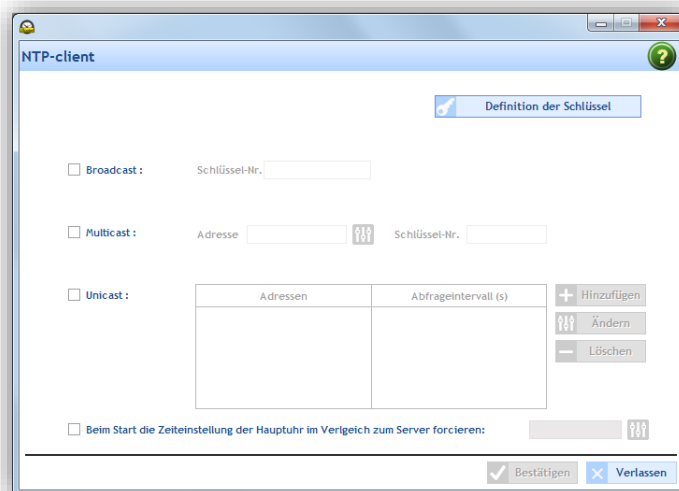 NTP-client
?
Definition der Schlüssel
Broadcast :
Schlüssel-Nr.
Multicast :
Adresse
Schlüssel-Nr.
Unicast :
Adressen
Abfrageintervall (s)
Hinzufügen
Ändern
Löschen
Beim Start die Zeiteinstellung der Hauptuhr im Verlgeich zum Server forcieren:
Bestätigen
Verlassen